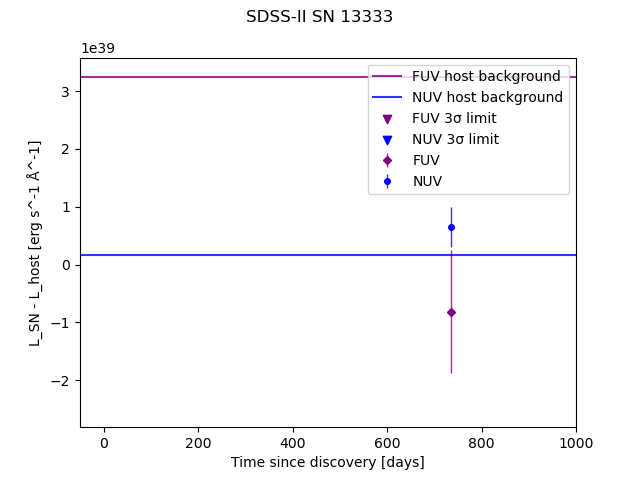 SDSS-II SN 13333
1e39
FUV host background
NUV host background
FUV 3σ limit
NUV 3σ limit
FUV
NUV
3
2
1
0
−1
−2
L_SN - L_host [erg s^-1 Å^-1]
0 200 400 600 800 1000
Time since discovery [days]